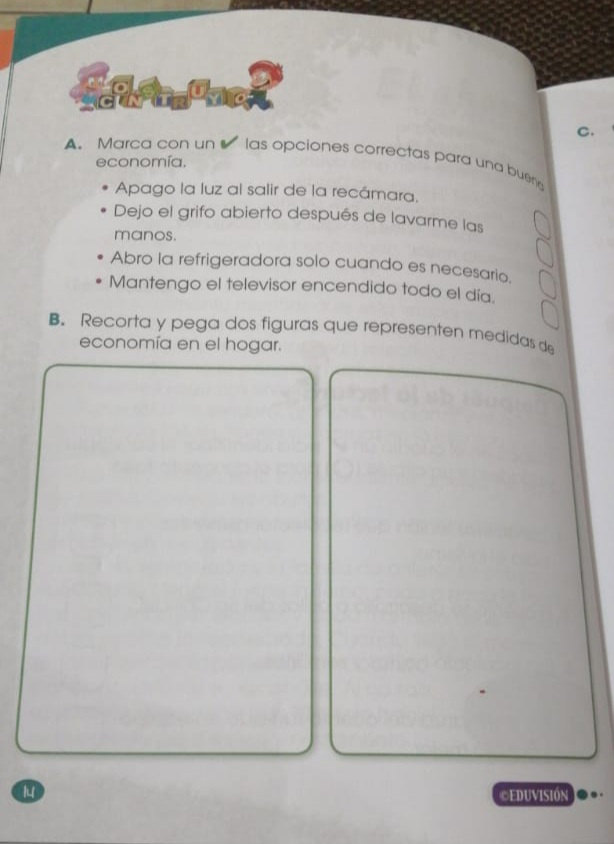 CONSTRUYO
A. Marca con un ✔ las opciones correctas para una buena
economía.
• Apago la luz al salir de la recámara.
• Dejo el grifo abierto después de lavarme las
manos.
• Abro la refrigeradora solo cuando es necesario.
• Mantengo el televisor encendido todo el día.
B. Recorta y pega dos figuras que representen medidas de
economía en el hogar.
14
©EDUVISIÓN
C.